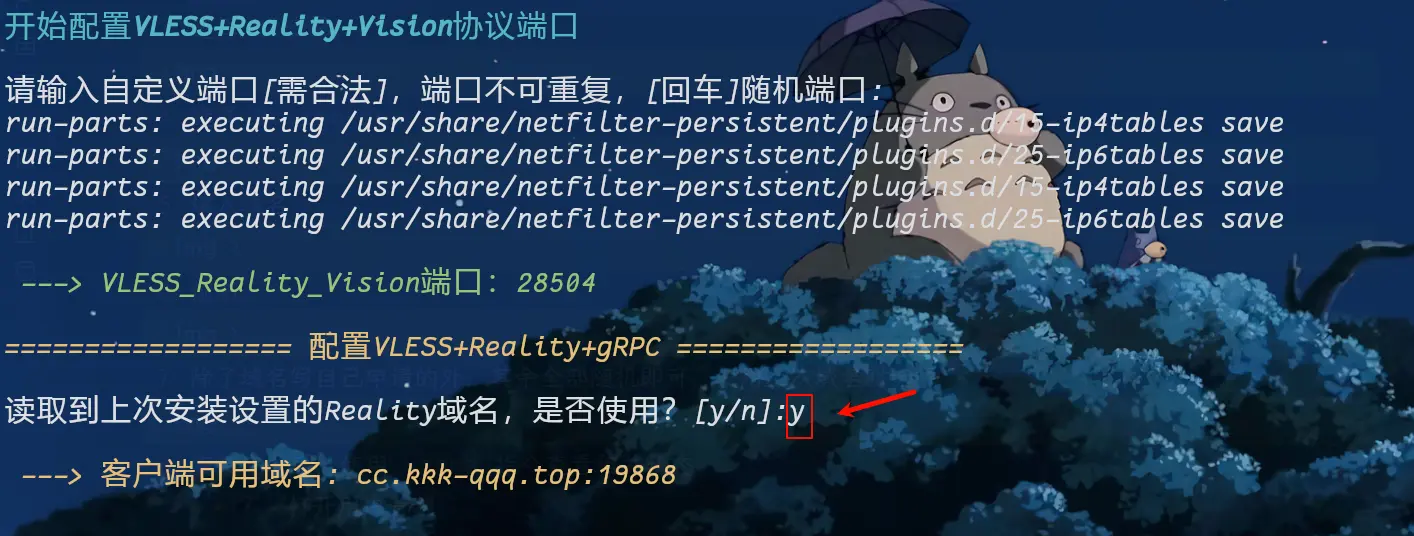 开始配置VLESS+Reality+Vision协议端口
请输入自定义端口[需合法]，端口不可重复，[回车]随机端口：
run-parts: executing /usr/share/netfilter-persistent/plugins.d/15-ip4tables save
run-parts: executing /usr/share/netfilter-persistent/plugins.d/25-ip6tables save
run-parts: executing /usr/share/netfilter-persistent/plugins.d/15-ip4tables save
run-parts: executing /usr/share/netfilter-persistent/plugins.d/25-ip6tables save
---> VLESS_Reality_Vision端口：28504
================== 配置VLESS+Reality+gRPC ==================
读取到上次安装设置的Reality域名，是否使用？[y/n]:y
---> 客户端可用域名：cc.kkk-qqq.top:19868